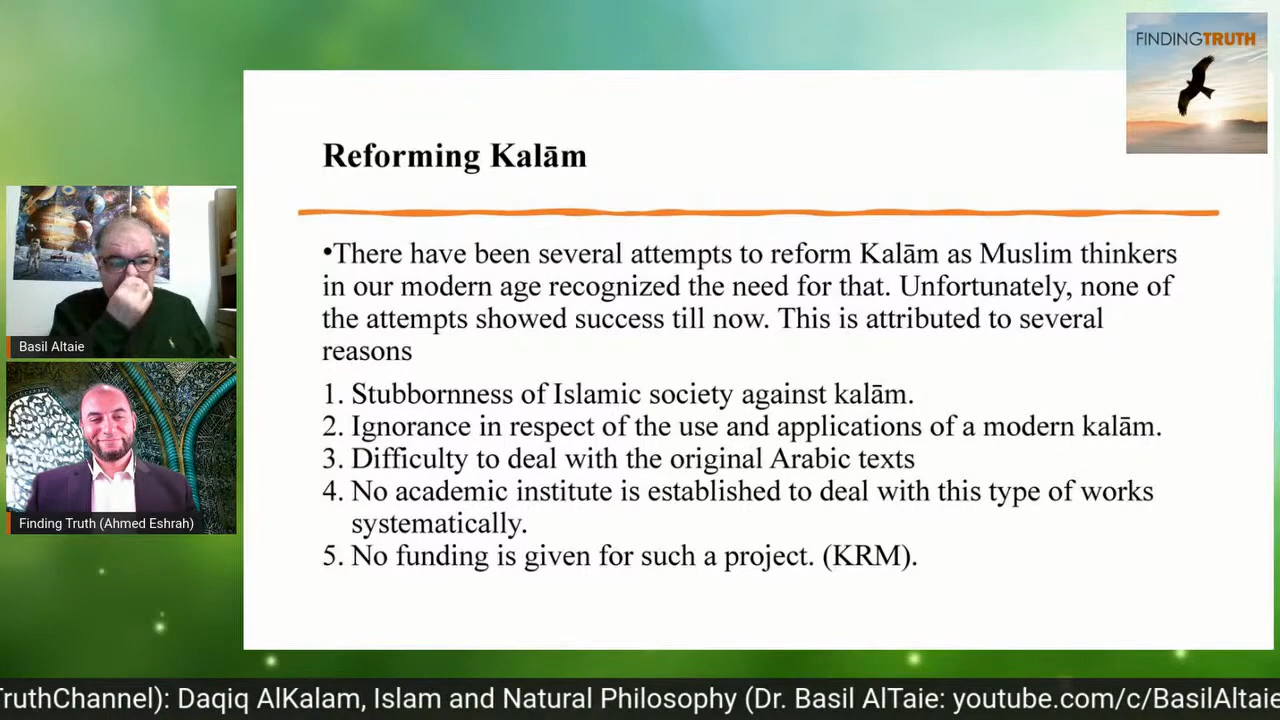 FINDINGTRUTH
Reforming Kalām
•There have been several attempts to reform Kalām as Muslim thinkers
in our modern age recognized the need for that. Unfortunately, none of
the attempts showed success till now. This is attributed to several
reasons
1. Stubbornness of Islamic society against kalām.
2. Ignorance in respect of the use and applications of a modern kalām.
3. Difficulty to deal with the original Arabic texts
4. No academic institute is established to deal with this type of works
systematically.
5. No funding is given for such a project. (KRM).
Basil Altaie
Finding Truth (Ahmed Eshrah)
TruthChannel): Daqiq AlKalam, Islam and Natural Philosophy (Dr. Basil AlTaie: youtube.com/c/BasilAltaie